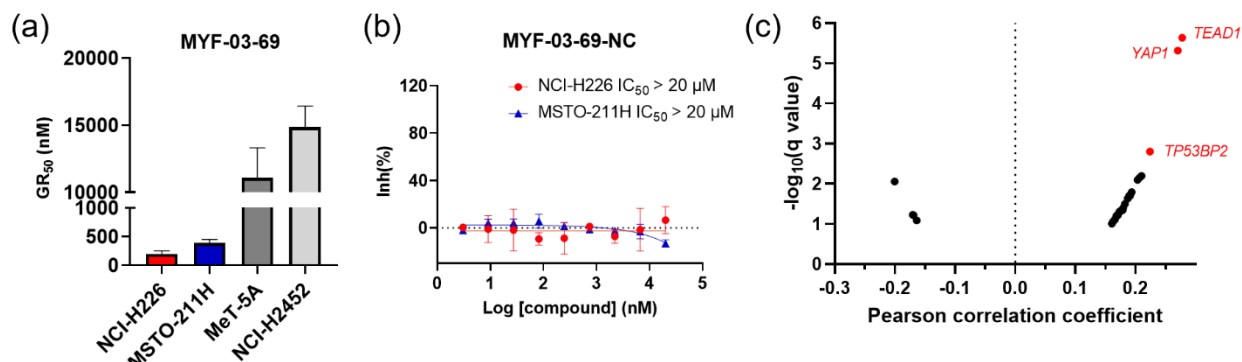 (a)
MYF-03-69
GR50 (nM)
20000
15000
10000
1000
500
0
NCI-H226
MSTO-211H
MeT-5A
NCI-H2452
(b)
MYF-03-69-NC
NCI-H226 IC50 > 20 μM
MSTO-211H IC50 > 20 μM
Inh(%)
120
80
40
0
-40
0 1 2 3 4 5
Log [compound] (nM)
(c)
-log10(q value)
6
5
4
3
2
1
0
TEAD1
YAP1
TP53BP2
-0.3 -0.2 -0.1 0.0 0.1 0.2
Pearson correlation coefficient